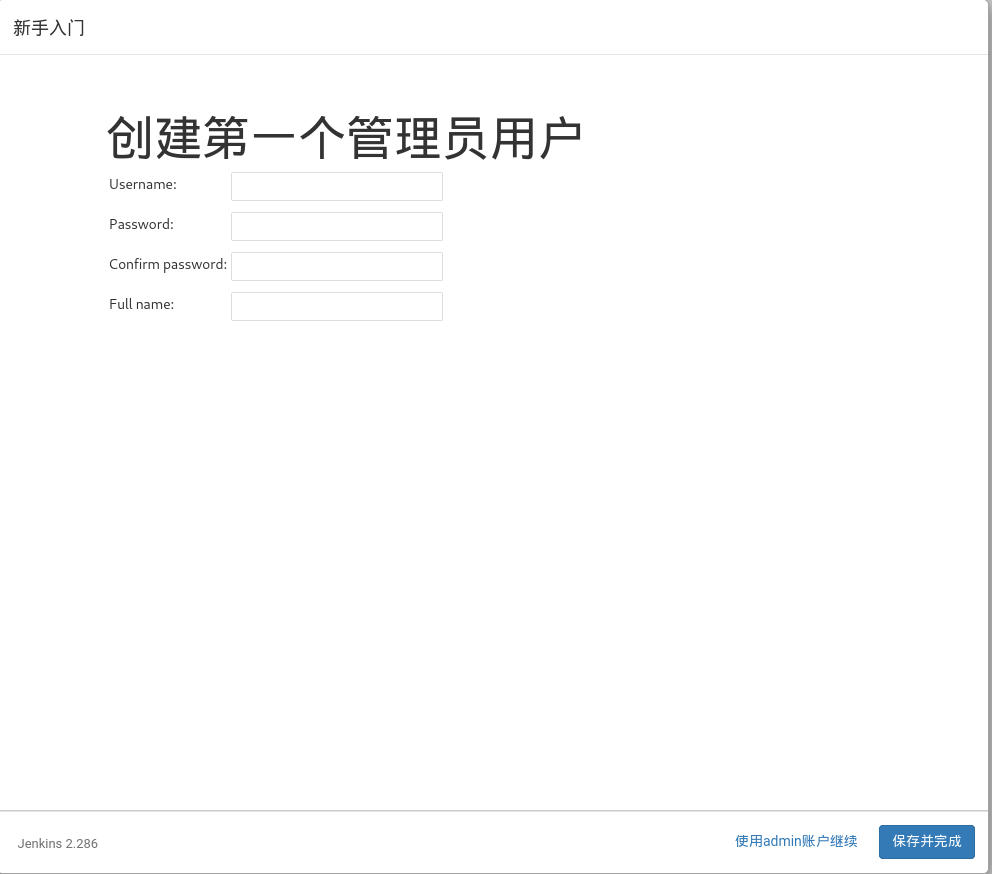 新手入门
创建第一个管理员用户
Username:
Password:
Confirm password:
Full name:
Jenkins 2.286
使用admin账户继续
保存并完成